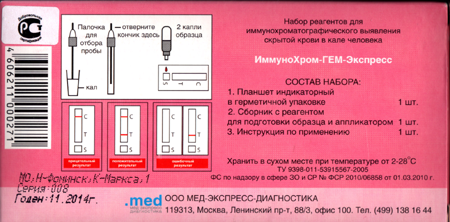 Набор реагентов для
иммунохроматографического выявления
скрытой крови в кале человека
ИммуноХром-ГЕМ-Экспресс
СОСТАВ НАБОРА:
1. Планшет индикаторный
в герметичной упаковке 1 шт.
2. Сборник с реагентом
для подготовки образца и аппликатором 1 шт.
3. Инструкция по применению 1 шт.
Хранить в сухом месте при температуре от 2-28°С
ТУ 9398-011-53915567-2005
ФС по надзору в сфере ЗО и СР № ФСР 2010/06858 от 01.03.2010 г.
Палочка
для
отбора
пробы
отверните
кончик здесь
2 капли
образца
кал
S
T
C
C
T
S
C
T
S
C
T
S
отрицательный
результат
положительный
результат
ошибочный
результат
РСТ
4606211000271
МО,Н-Фоминск,К-Маркса,1
Серия:008
Годен:11.2014г.
.med
ООО МЕД-ЭКСПРЕСС-ДИАГНОСТИКА
119313, Москва, Ленинский пр-т, 88/3, офис 100. Тел. (499) 138 16 44